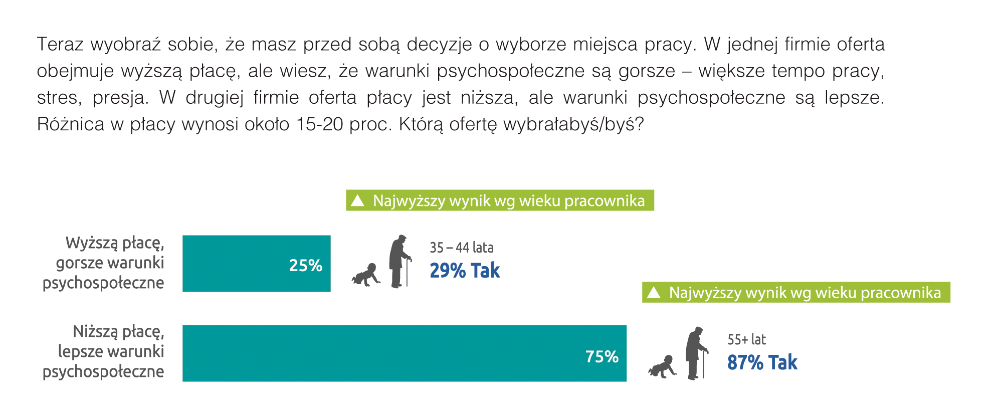 Teraz wyobraź sobie, że masz przed sobą decyzje o wyborze miejsca pracy. W jednej firmie oferta
obejmuje wyższą płacę, ale wiesz, że warunki psychospołeczne są gorsze – większe tempo pracy,
stres, presja. W drugiej firmie oferta płacy jest niższa, ale warunki psychospołeczne są lepsze.
Różnica w płacy wynosi około 15-20 proc. Którą ofertę wybrałabyś/byś?
▲ Najwyższy wynik wg wieku pracownika
Wyższą płacę,
gorsze warunki
psychospołeczne
25%
35 – 44 lata
29% Tak
▲ Najwyższy wynik wg wieku pracownika
Niższą płacę,
lepsze warunki
psychospołeczne
75%
55+ lat
87% Tak